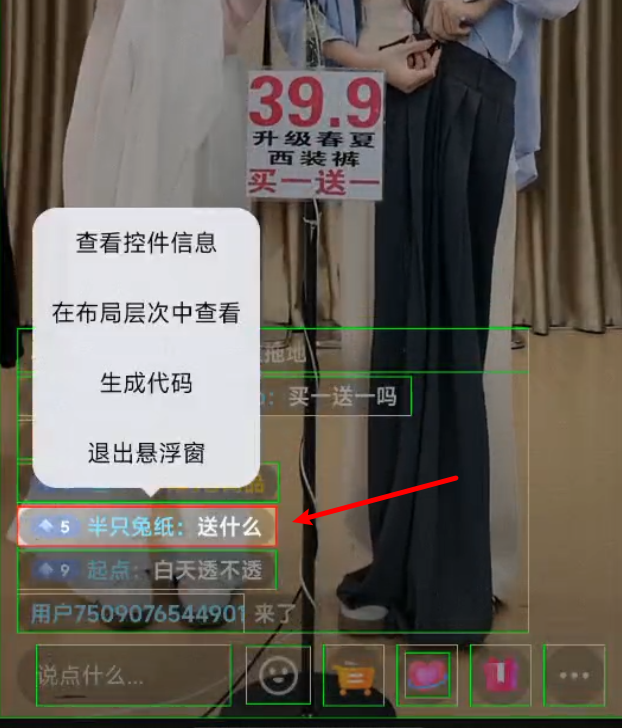 39.9
升级春夏
西装裤
买一送一
查看控件信息
在布局层次中查看
拖地
生成代码
买一送一吗
退出悬浮窗
5 半只兔纸：送什么
9 起点：白天透不透
用户7509076544901 来了
说点什么...